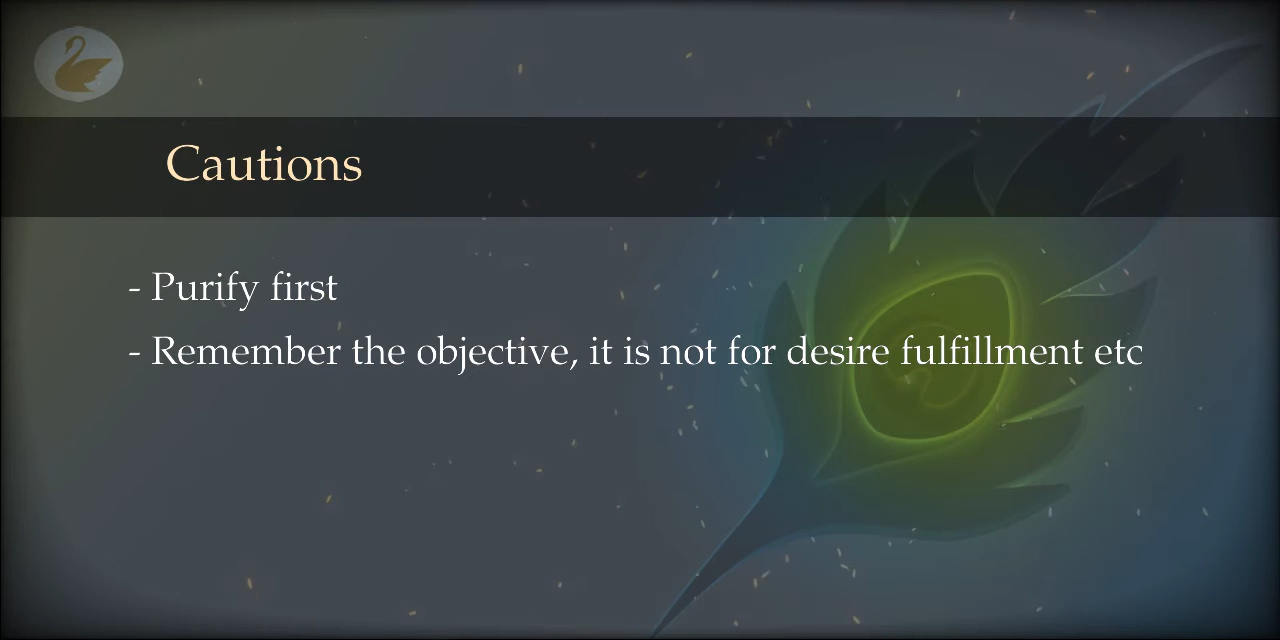 Cautions
- Purify first
- Remember the objective, it is not for desire fulfillment etc